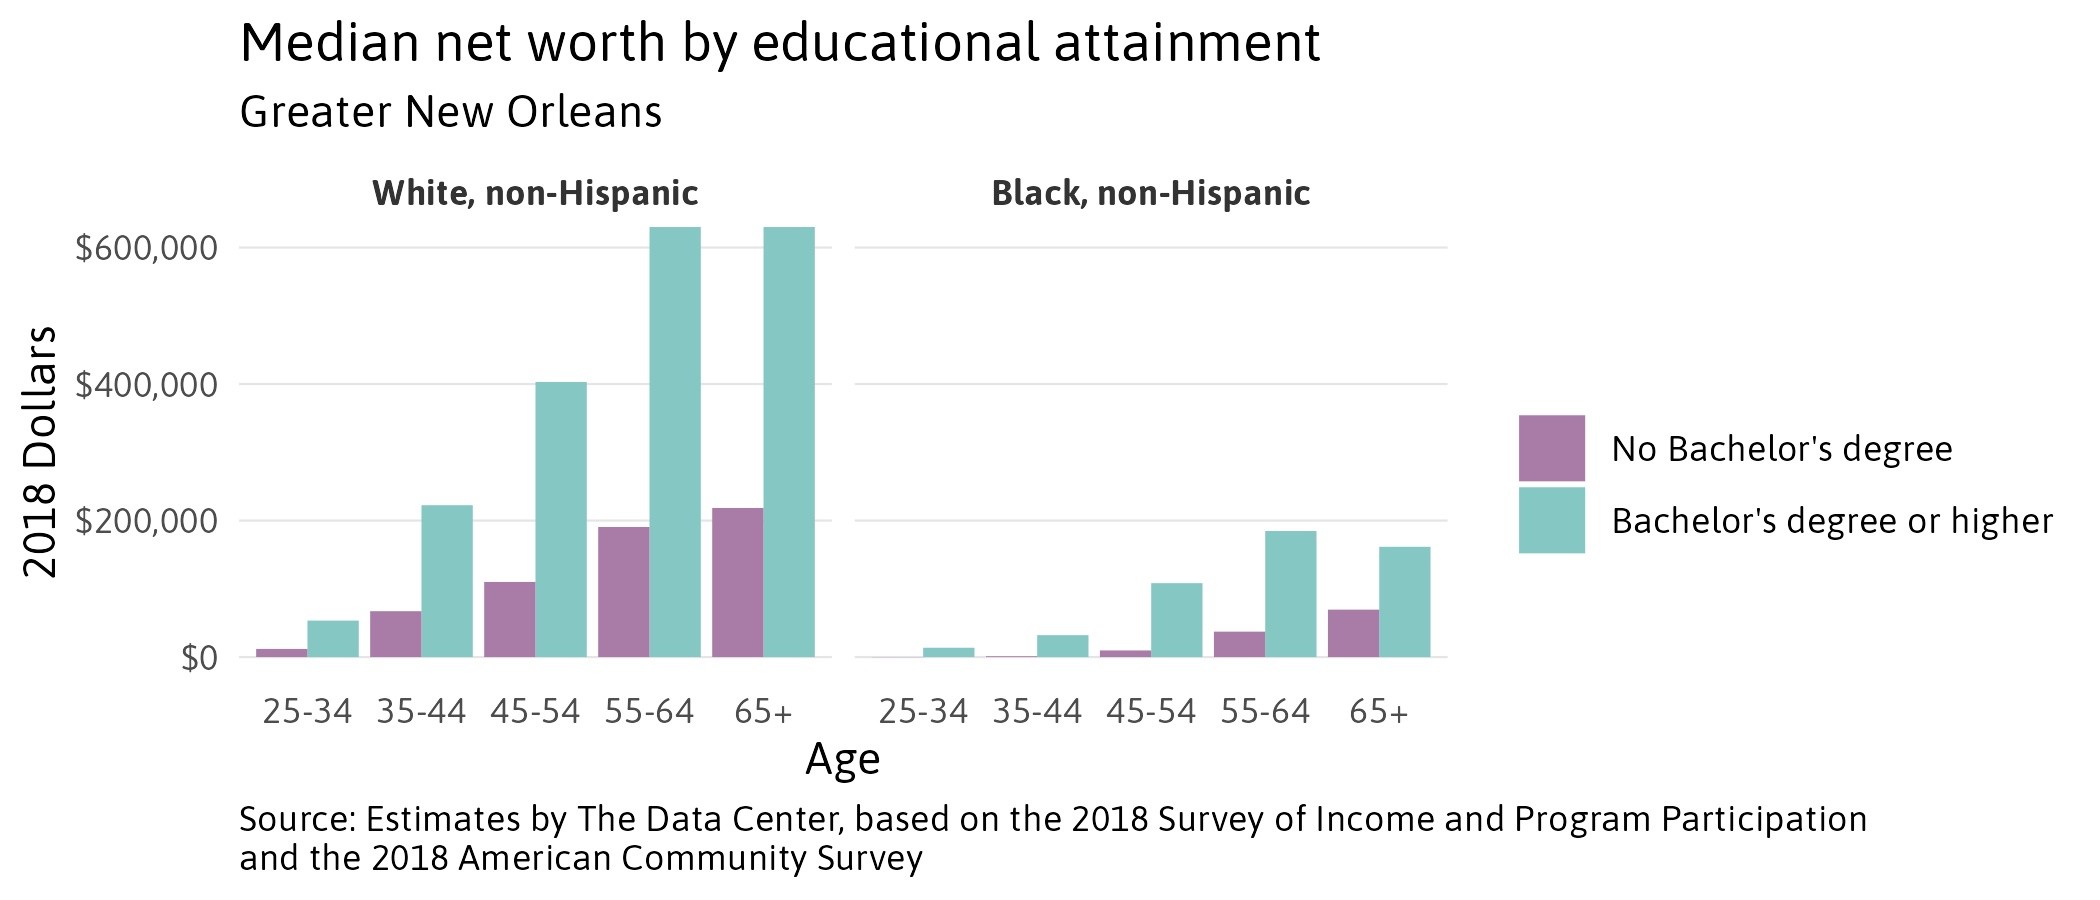 Median net worth by educational attainment
Greater New Orleans
White, non-Hispanic
Black, non-Hispanic
2018 Dollars
$600,000
$400,000
$200,000
$0
25-34 35-44 45-54 55-64 65+
25-34 35-44 45-54 55-64 65+
Age
No Bachelor's degree
Bachelor's degree or higher
Source: Estimates by The Data Center, based on the 2018 Survey of Income and Program Participation
and the 2018 American Community Survey